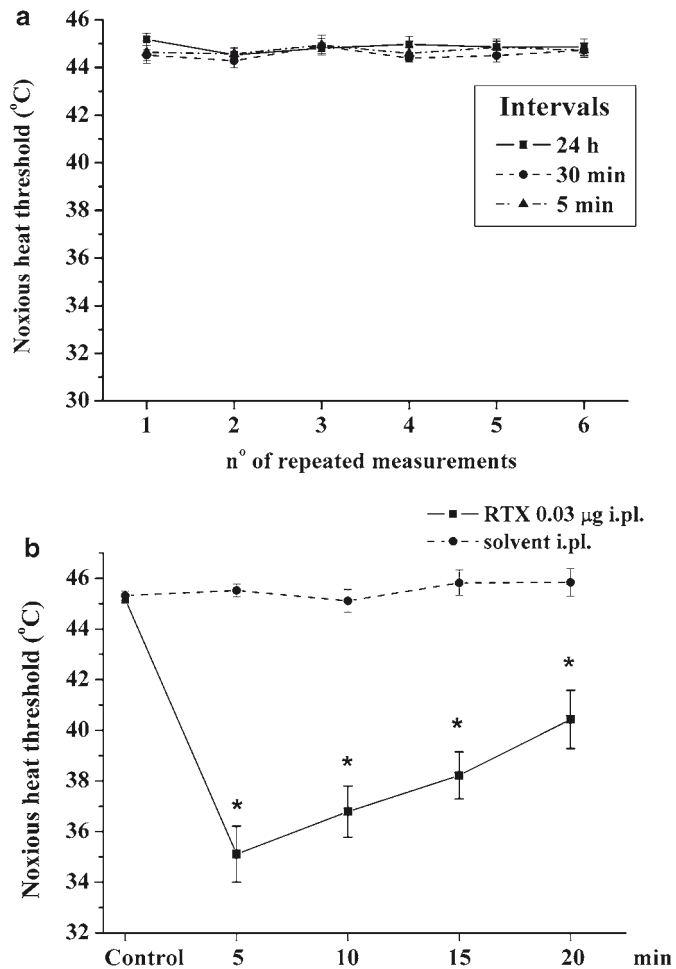 a
Noxious heat threshold (°C)
46
44
42
40
38
36
34
32
30
Intervals
24 h
30 min
5 min
1 2 3 4 5 6
n° of repeated measurements
b
RTX 0.03 µg i.pl.
solvent i.pl.
Noxious heat threshold (°C)
46
44
42
40
38
36
34
32
* * * *
Control 5 10 15 20 min